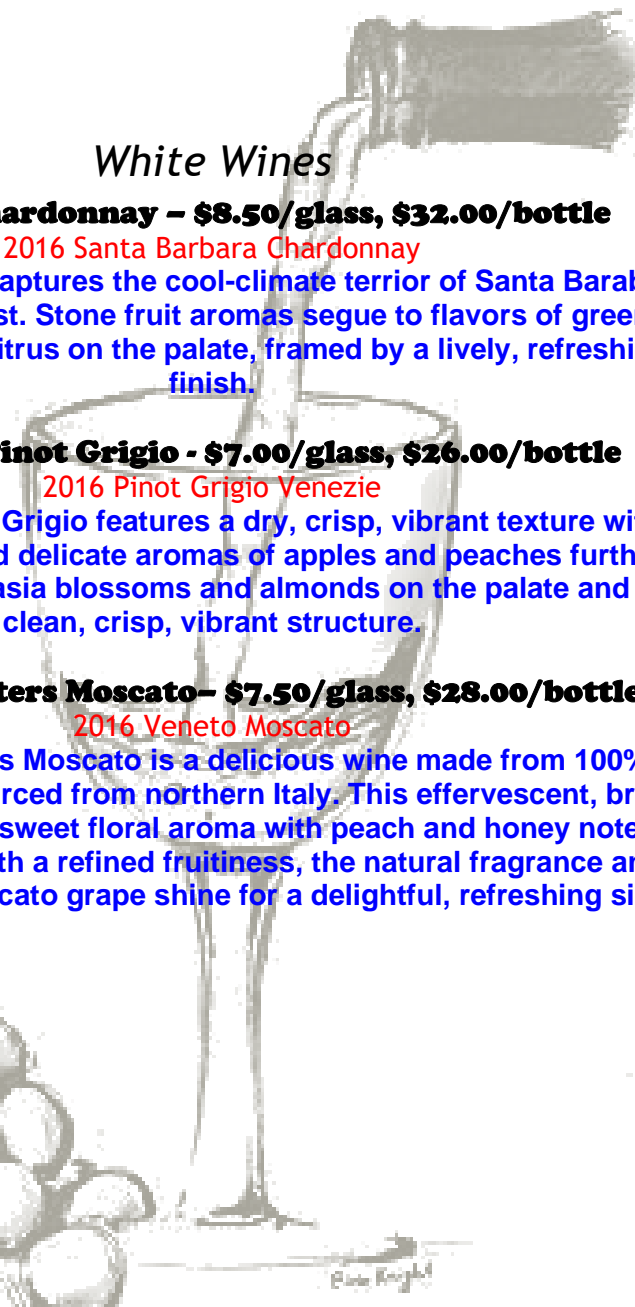 White Wines
ardonnay – $8.50/glass, $32.00/bottle
2016 Santa Barbara Chardonnay
aptures the cool-climate terrior of Santa Barab
st. Stone fruit aromas segue to flavors of green
itrus on the palate, framed by a lively, refreshi
finish.
inot Grigio - $7.00/glass, $26.00/bottle
2016 Pinot Grigio Venezie
Grigio features a dry, crisp, vibrant texture wi
d delicate aromas of apples and peaches furth
asia blossoms and almonds on the palate and
clean, crisp, vibrant structure.
ters Moscato– $7.50/glass, $28.00/bottle
2016 Veneto Moscato
s Moscato is a delicious wine made from 100%
rced from northern Italy. This effervescent, br
sweet floral aroma with peach and honey note
th a refined fruitiness, the natural fragrance an
cato grape shine for a delightful, refreshing si